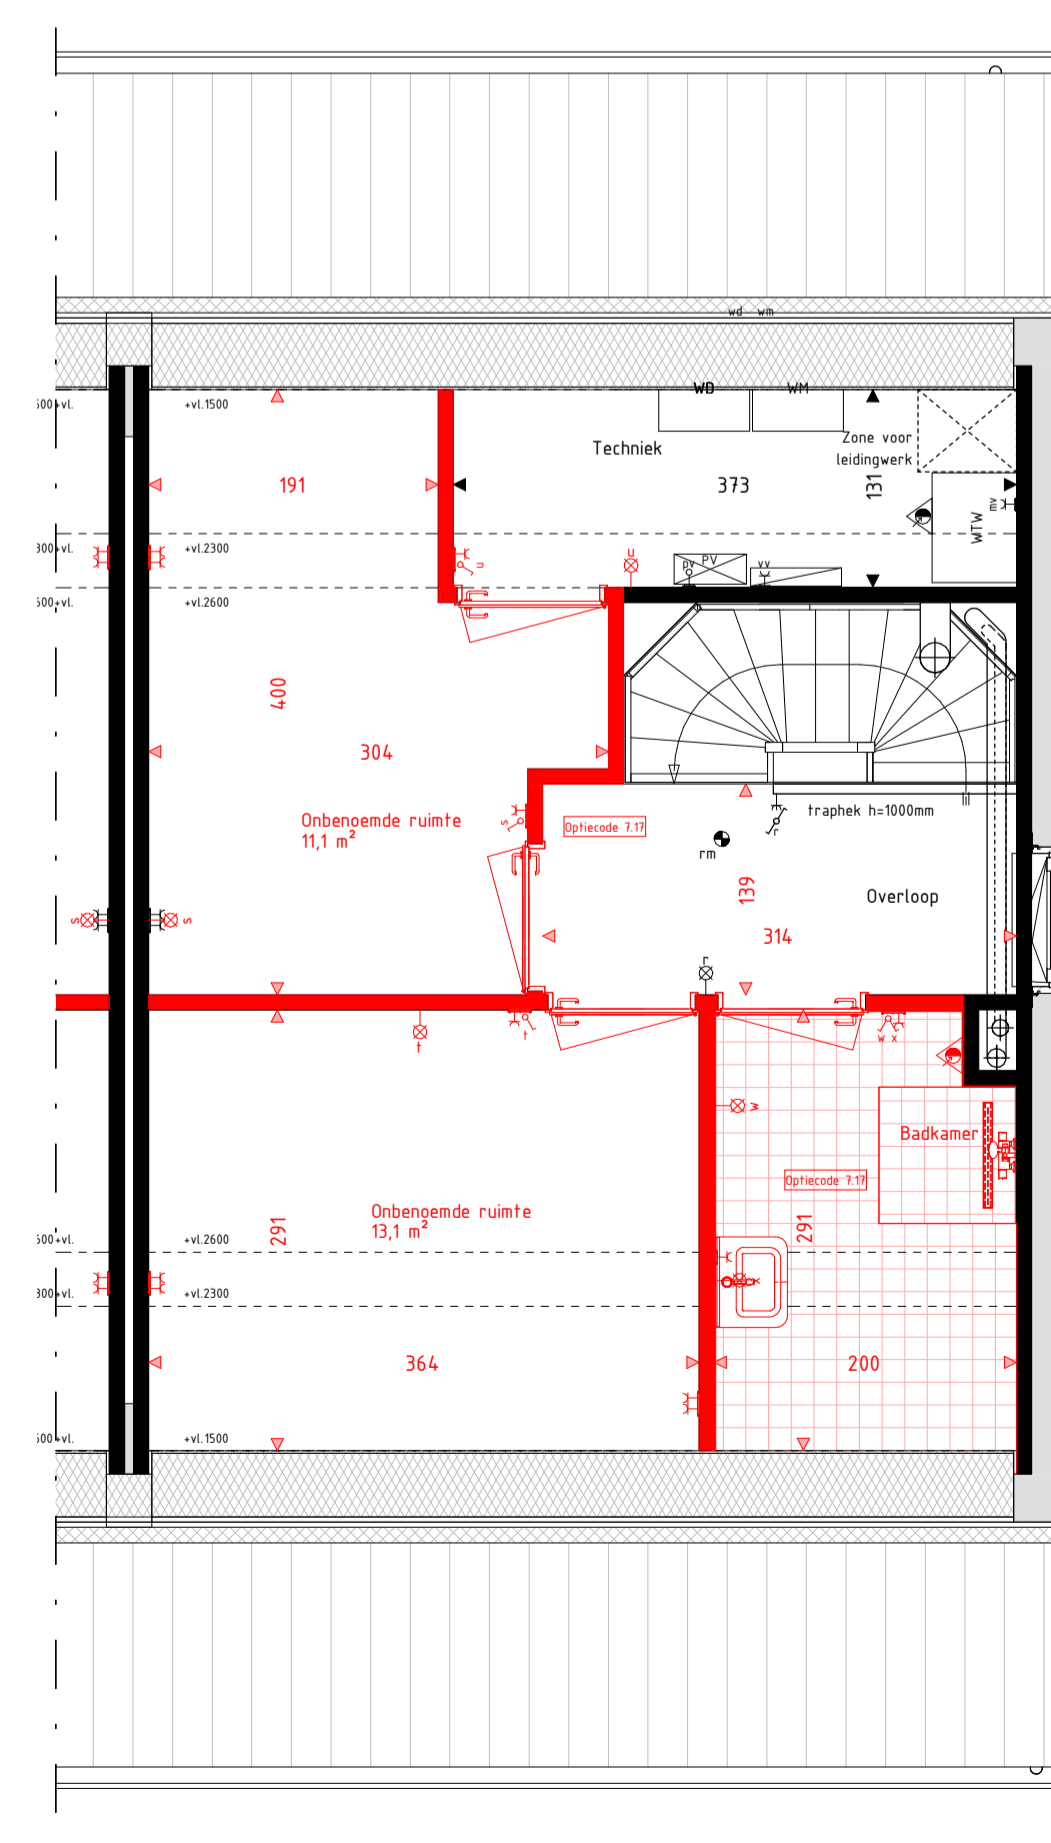 wd wm
WD
WM
500+vl.
+vl.1500
Techniek
Zone voor
leidingwerk
191
373
131
mv
WTW
300+vl.
+vl.2300
u
u
pv
PV
vv
500+vl.
+vl.2600
400
304
traphek h=1000mm
Onbenoemde ruimte
11,1 m²
s
Optiecode 7.17
r
rm
139
Overloop
s
s
314
r
t
t
w x
w
Badkamer
Optiecode 7.17
Onbenoemde ruimte
13,1 m²
291
291
500+vl.
+vl.2600
x
300+vl.
+vl.2300
364
200
500+vl.
+vl.1500